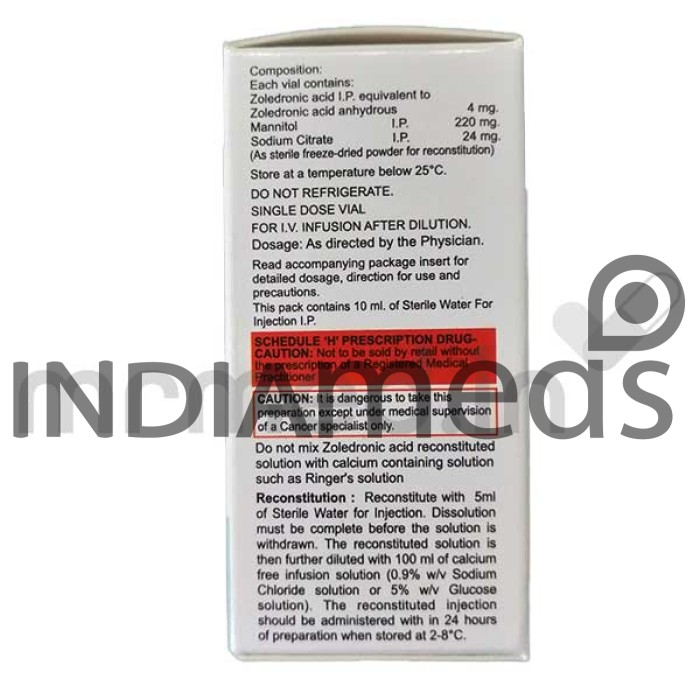 Composition:
Each vial contains:
Zoledronic acid I.P. equivalent to
Zoledronic acid anhydrous 4 mg.
Mannitol I.P. 220 mg.
Sodium Citrate I.P. 24 mg.
(As sterile freeze-dried powder for reconstitution)
Store at a temperature below 25°C.
DO NOT REFRIGERATE.
SINGLE DOSE VIAL
FOR I.V. INFUSION AFTER DILUTION.
Dosage: As directed by the Physician.
Read accompanying package insert for
detailed dosage, direction for use and
precautions.
This pack contains 10 ml. of Sterile Water For
Injection I.P.
SCHEDULE 'H' PRESCRIPTION DRUG-
CAUTION: Not to be sold by retail without
the prescription of a Registered Medical
Practitioner
INDIAmeds
CAUTION: It is dangerous to take this
preparation except under medical supervision
of a Cancer specialist only.
Do not mix Zoledronic acid reconstituted
solution with calcium containing solution
such as Ringer's solution
Reconstitution : Reconstitute with 5ml
of Sterile Water for Injection. Dissolution
must be complete before the solution is
withdrawn. The reconstituted solution is
then further diluted with 100 ml of calcium
free infusion solution (0.9% w/v Sodium
Chloride solution or 5% w/v Glucose
solution). The reconstituted injection
should be administered with in 24 hours
of preparation when stored at 2-8°C.